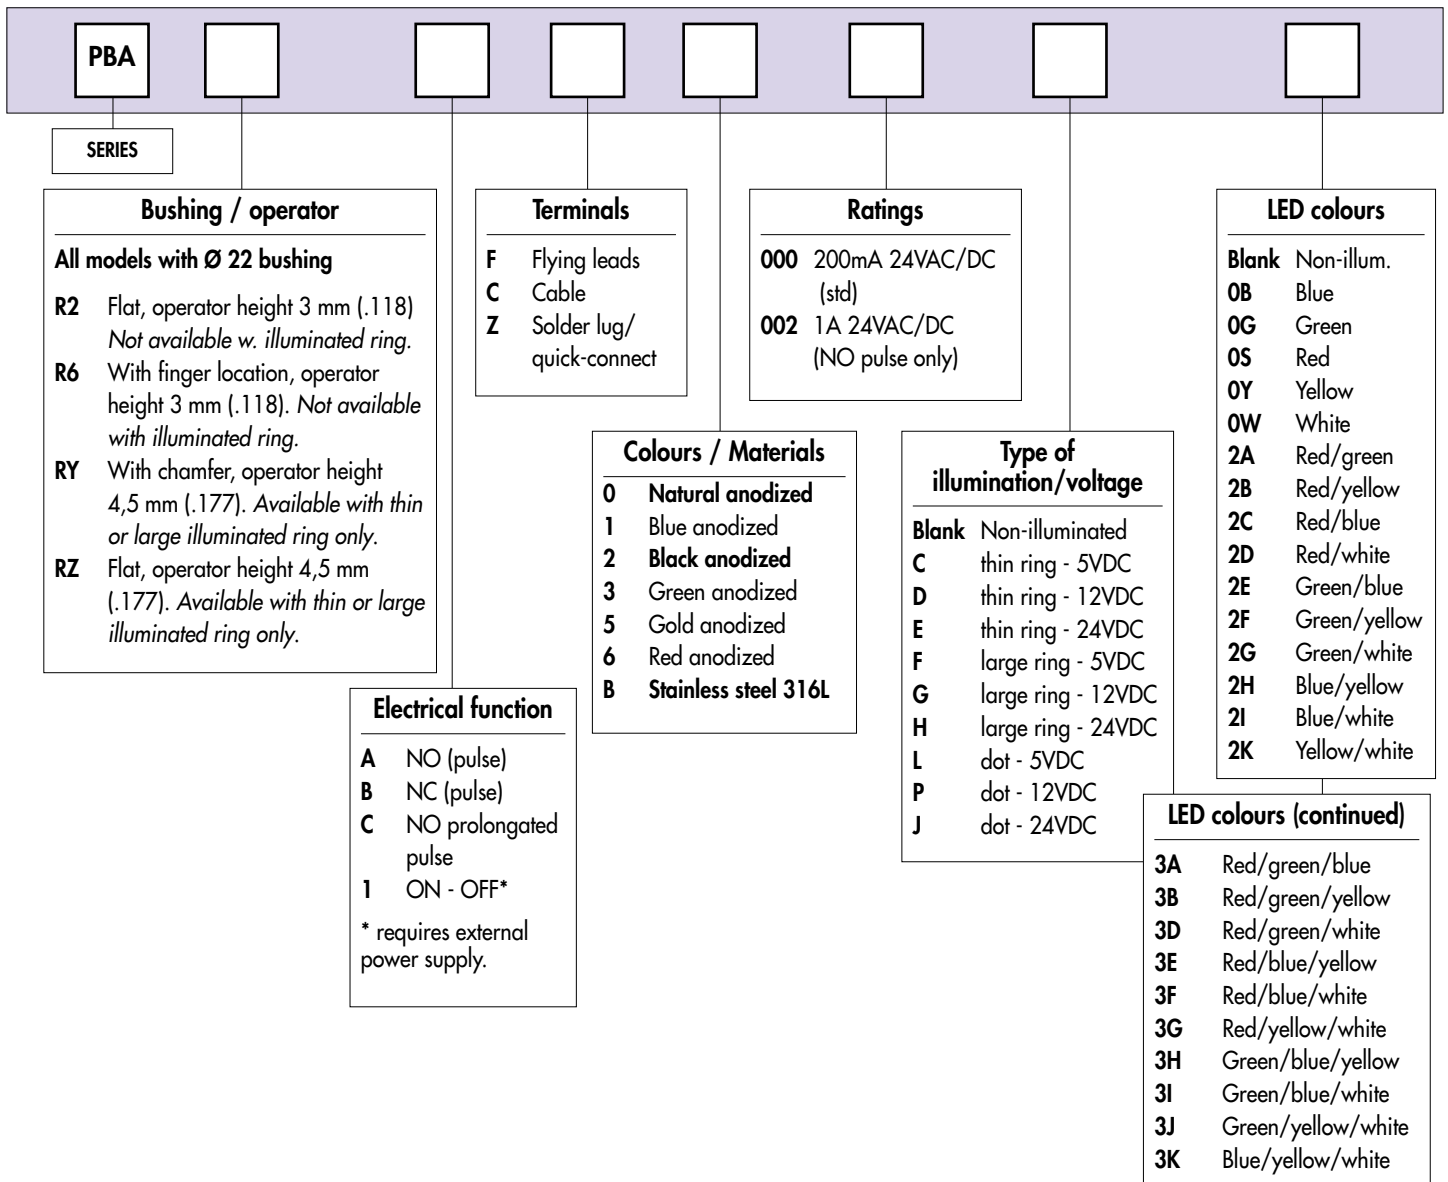 PBA
SERIES
Bushing / operator
All models with Ø 22 bushing
R2 Flat, operator height 3 mm (.118)
Not available w. illuminated ring.
R6 With finger location, operator
height 3 mm (.118). Not available
with illuminated ring.
RY With chamfer, operator height
4,5 mm (.177). Available with thin
or large illuminated ring only.
RZ Flat, operator height 4,5 mm
(.177). Available with thin or large
illuminated ring only.
Electrical function
A NO (pulse)
B NC (pulse)
C NO prolongated
pulse
1 ON - OFF*
* requires external
power supply.
Terminals
F Flying leads
C Cable
Z Solder lug/
quick-connect
Colours / Materials
0 Natural anodized
1 Blue anodized
2 Black anodized
3 Green anodized
5 Gold anodized
6 Red anodized
B Stainless steel 316L
Ratings
000 200mA 24VAC/DC
(std)
002 1A 24VAC/DC
(NO pulse only)
Type of
illumination/voltage
Blank Non-illuminated
C thin ring - 5VDC
D thin ring - 12VDC
E thin ring - 24VDC
F large ring - 5VDC
G large ring - 12VDC
H large ring - 24VDC
L dot - 5VDC
P dot - 12VDC
J dot - 24VDC
LED colours
Blank Non-illum.
0B Blue
0G Green
0S Red
0Y Yellow
0W White
2A Red/green
2B Red/yellow
2C Red/blue
2D Red/white
2E Green/blue
2F Green/yellow
2G Green/white
2H Blue/yellow
2I Blue/white
2K Yellow/white
LED colours (continued)
3A Red/green/blue
3B Red/green/yellow
3D Red/green/white
3E Red/blue/yellow
3F Red/blue/white
3G Red/yellow/white
3H Green/blue/yellow
3I Green/blue/white
3J Green/yellow/white
3K Blue/yellow/white